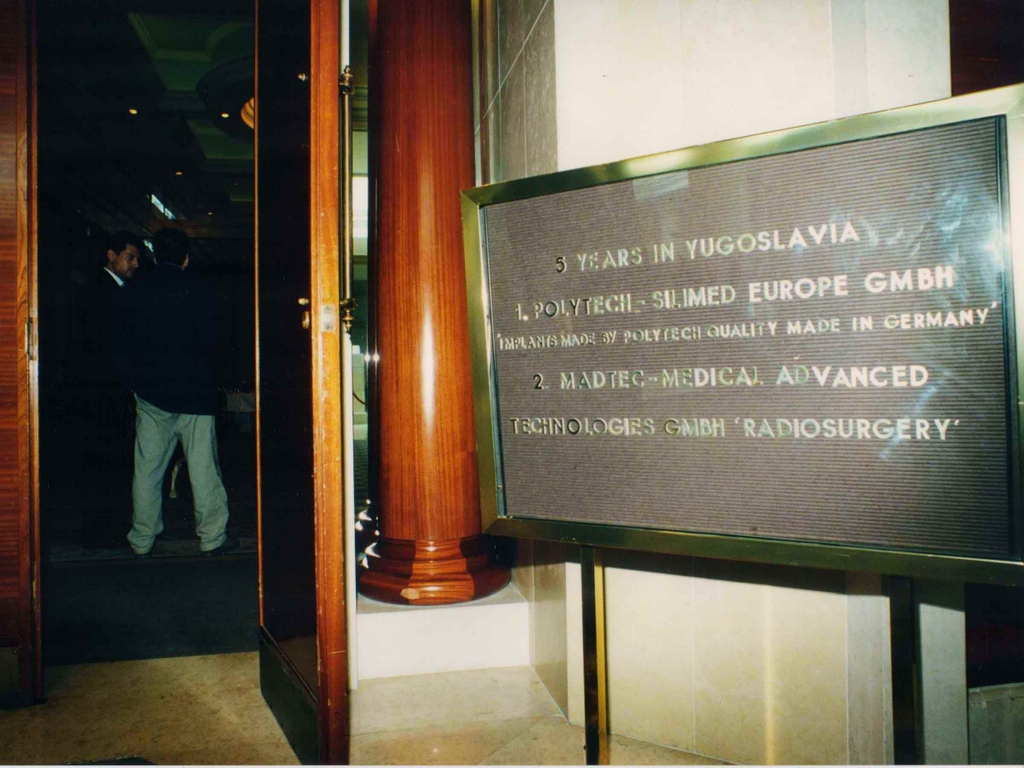 5 YEARS IN YUGOSLAVIA
1. POLYTECH-SILIMED EUROPE GMBH
'IMPLANTS MADE BY POLYTECH QUALITY MADE IN GERMANY'
2. MADTEC-MEDICAL ADVANCED
TECHNOLOGIES GMBH 'RADIOSURGERY'